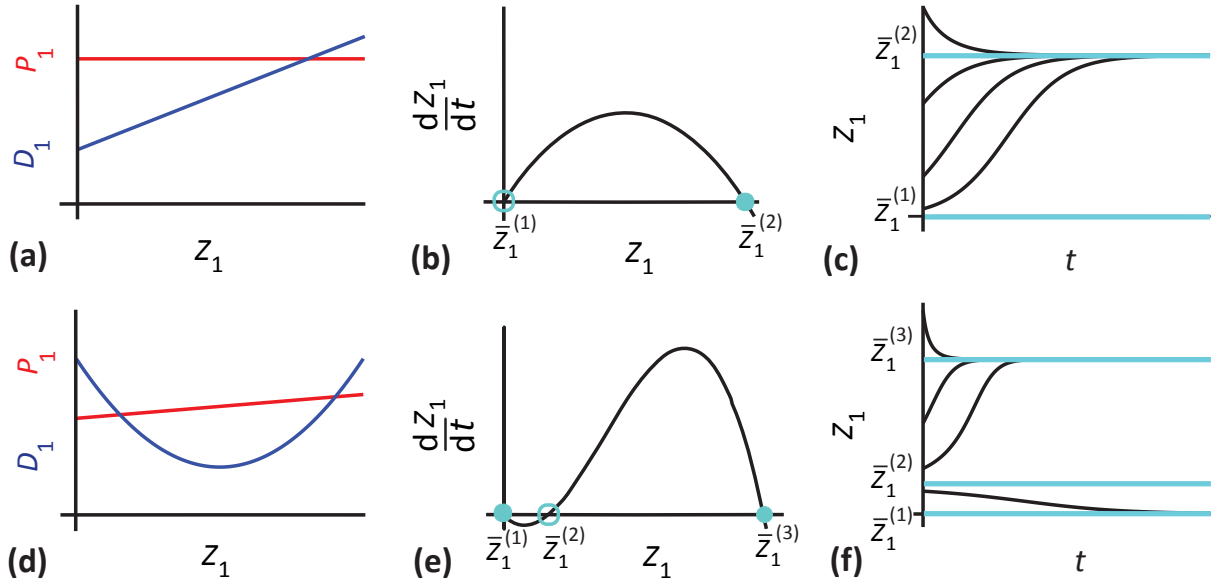 P₁
D₁
Z₁
(a)
dZ₁
dt
z̄₁⁽¹⁾
Z₁
z̄₁⁽²⁾
(b)
z̄₁⁽²⁾
Z₁
z̄₁⁽¹⁾
t
(c)
P₁
D₁
Z₁
(d)
dZ₁
dt
z̄₁⁽¹⁾
z̄₁⁽²⁾
Z₁
z̄₁⁽³⁾
(e)
z̄₁⁽³⁾
Z₁
z̄₁⁽²⁾
z̄₁⁽¹⁾
t
(f)